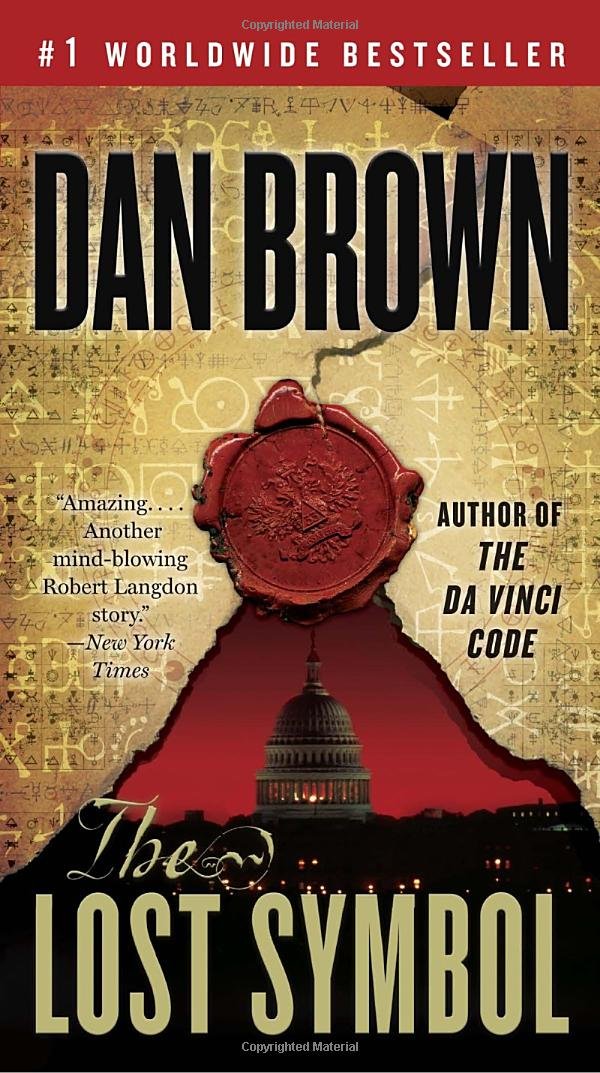 Copyrighted Material
#1 WORLDWIDE BESTSELLER
DAN BROWN
“Amazing. . . .
Another
mind-blowing
Robert Langdon
story.”
—New York
Times
AUTHOR OF
THE
DA VINCI
CODE
The
LOST SYMBOL
Copyrighted Material